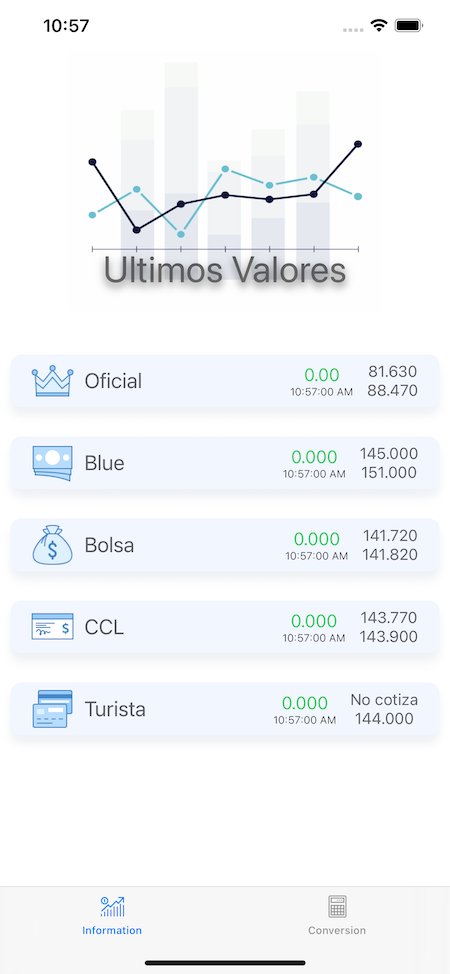 10:57
Ultimos Valores
Oficial
0.00
10:57:00 AM
81.630
88.470
Blue
0.000
10:57:00 AM
145.000
151.000
$
Bolsa
0.000
10:57:00 AM
141.720
141.820
$
CCL
0.000
10:57:00 AM
143.770
143.900
Turista
0.000
10:57:00 AM
No cotiza
144.000
Information
Conversion